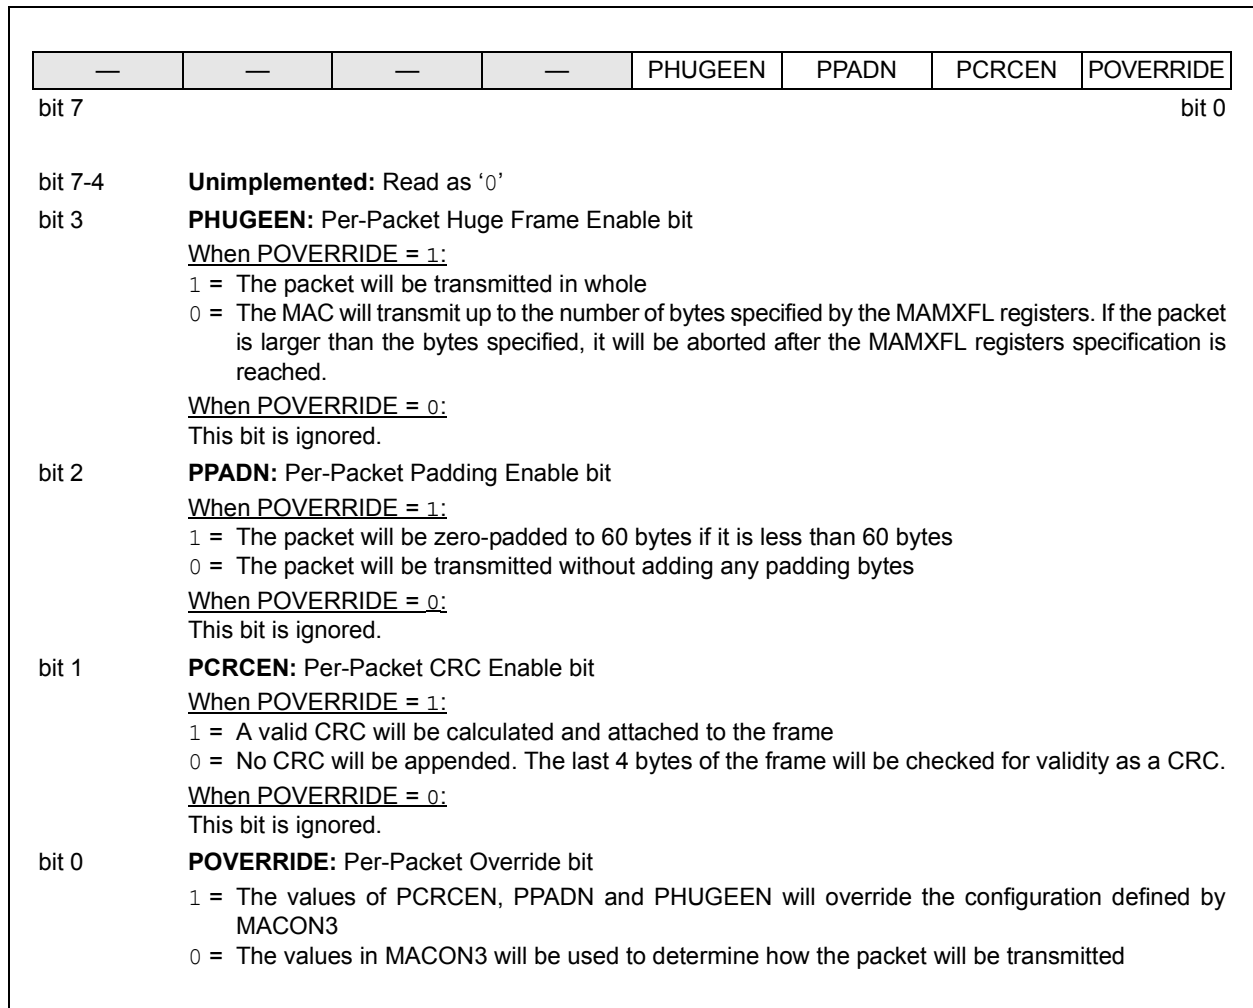 — — — — PHUGEEN PPADN PCRCEN POVERRIDE
bit 7 bit 0
bit 7-4 Unimplemented: Read as ‘0’
bit 3 PHUGEEN: Per-Packet Huge Frame Enable bit
When POVERRIDE = 1:
1 = The packet will be transmitted in whole
0 = The MAC will transmit up to the number of bytes specified by the MAMXFL registers. If the packet
is larger than the bytes specified, it will be aborted after the MAMXFL registers specification is
reached.
When POVERRIDE = 0:
This bit is ignored.
bit 2 PPADN: Per-Packet Padding Enable bit
When POVERRIDE = 1:
1 = The packet will be zero-padded to 60 bytes if it is less than 60 bytes
0 = The packet will be transmitted without adding any padding bytes
When POVERRIDE = 0:
This bit is ignored.
bit 1 PCRCEN: Per-Packet CRC Enable bit
When POVERRIDE = 1:
1 = A valid CRC will be calculated and attached to the frame
0 = No CRC will be appended. The last 4 bytes of the frame will be checked for validity as a CRC.
When POVERRIDE = 0:
This bit is ignored.
bit 0 POVERRIDE: Per-Packet Override bit
1 = The values of PCRCEN, PPADN and PHUGEEN will override the configuration defined by
MACON3
0 = The values in MACON3 will be used to determine how the packet will be transmitted